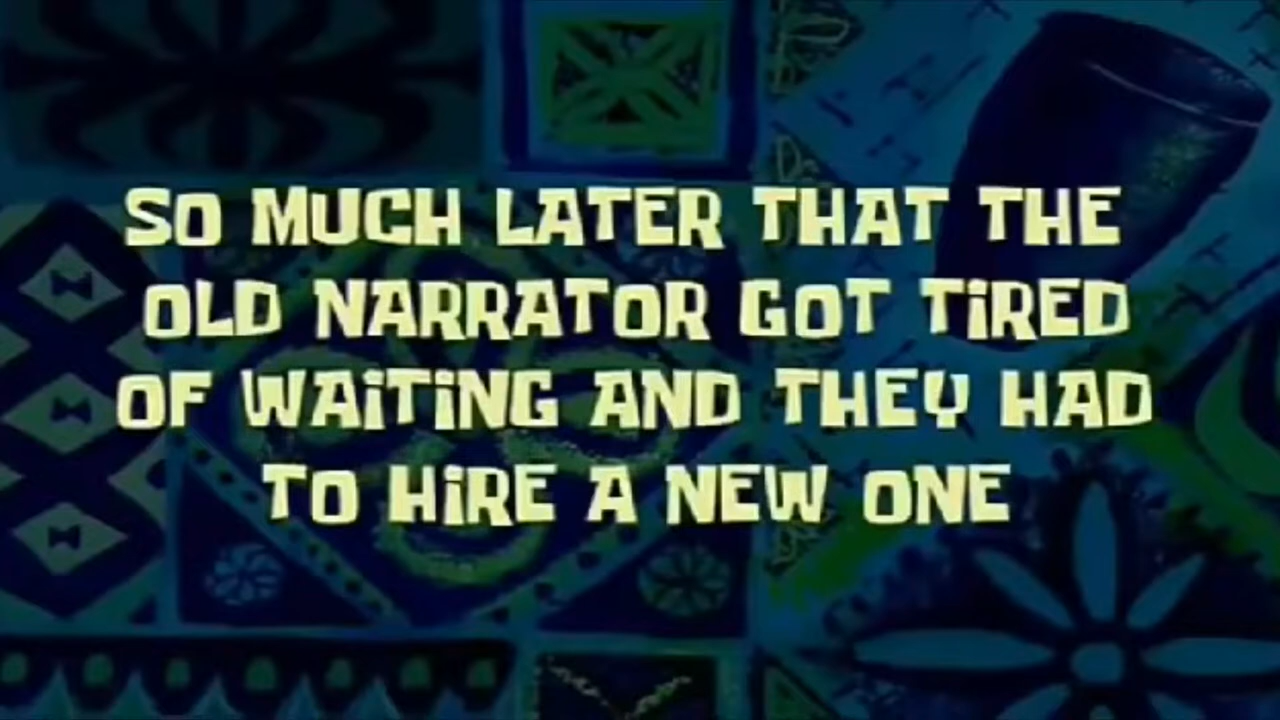 SO MUCH LATER THAT THE
OLD NARRATOR GOT TIRED
OF WAITING AND THEY HAD
TO HIRE A NEW ONE